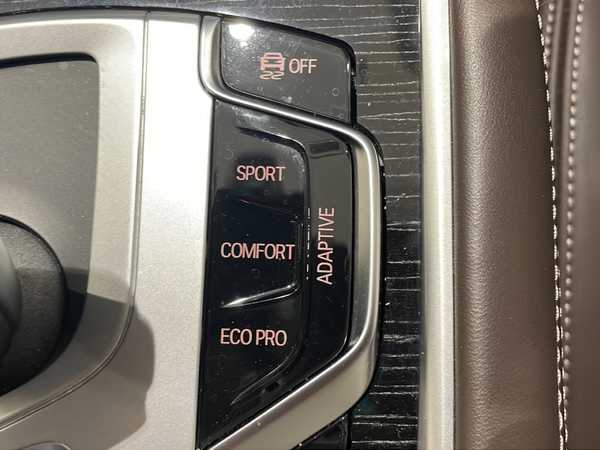 OFF
SPORT
COMFORT
ADAPTIVE
ECO PRO